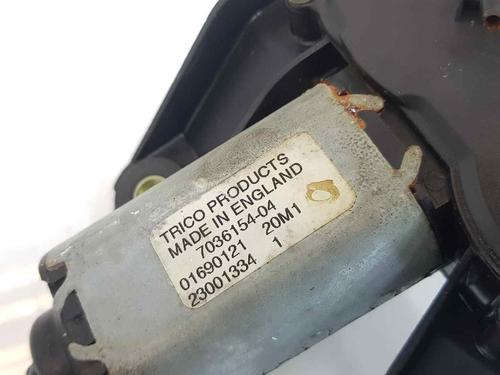 TRICO PRODUCTS
MADE IN ENGLAND
7036154-04
01690121 20M1
23001334 1